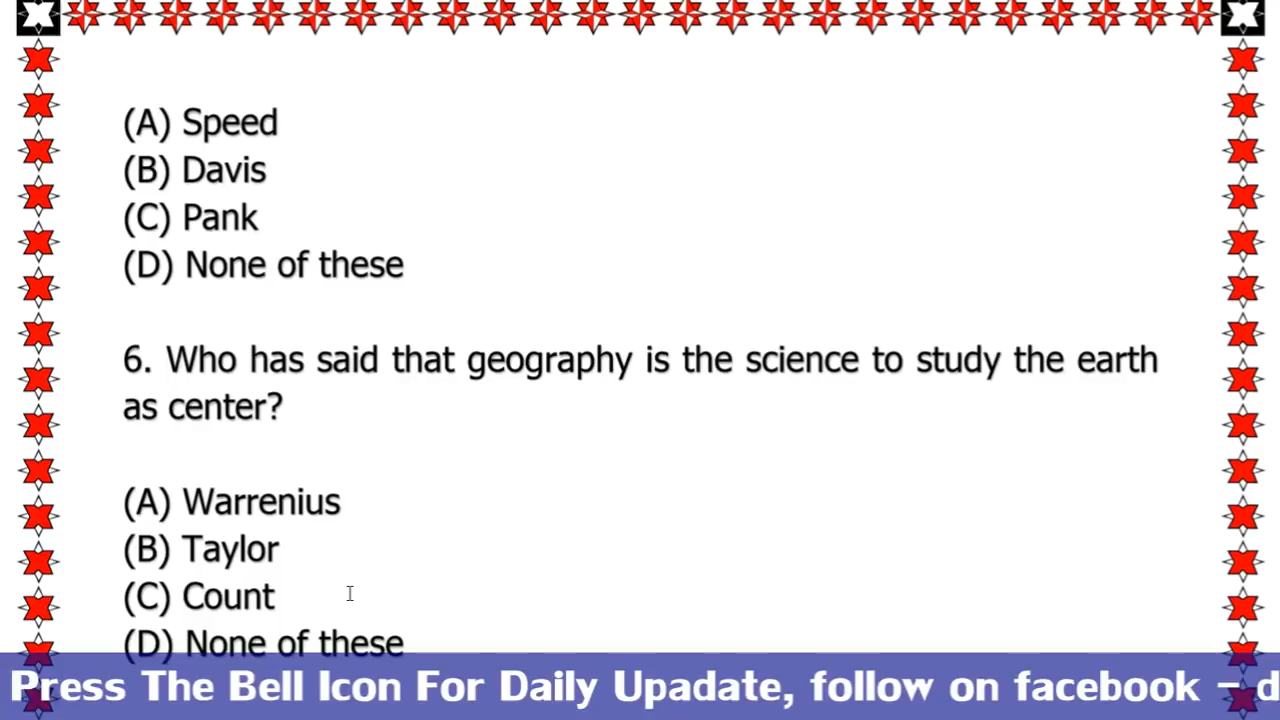 (A) Speed
(B) Davis
(C) Pank
(D) None of these
6. Who has said that geography is the science to study the earth
as center?
(A) Warrenius
(B) Taylor
(C) Count
(D) None of these
Press The Bell Icon For Daily Upadate, follow on facebook – d